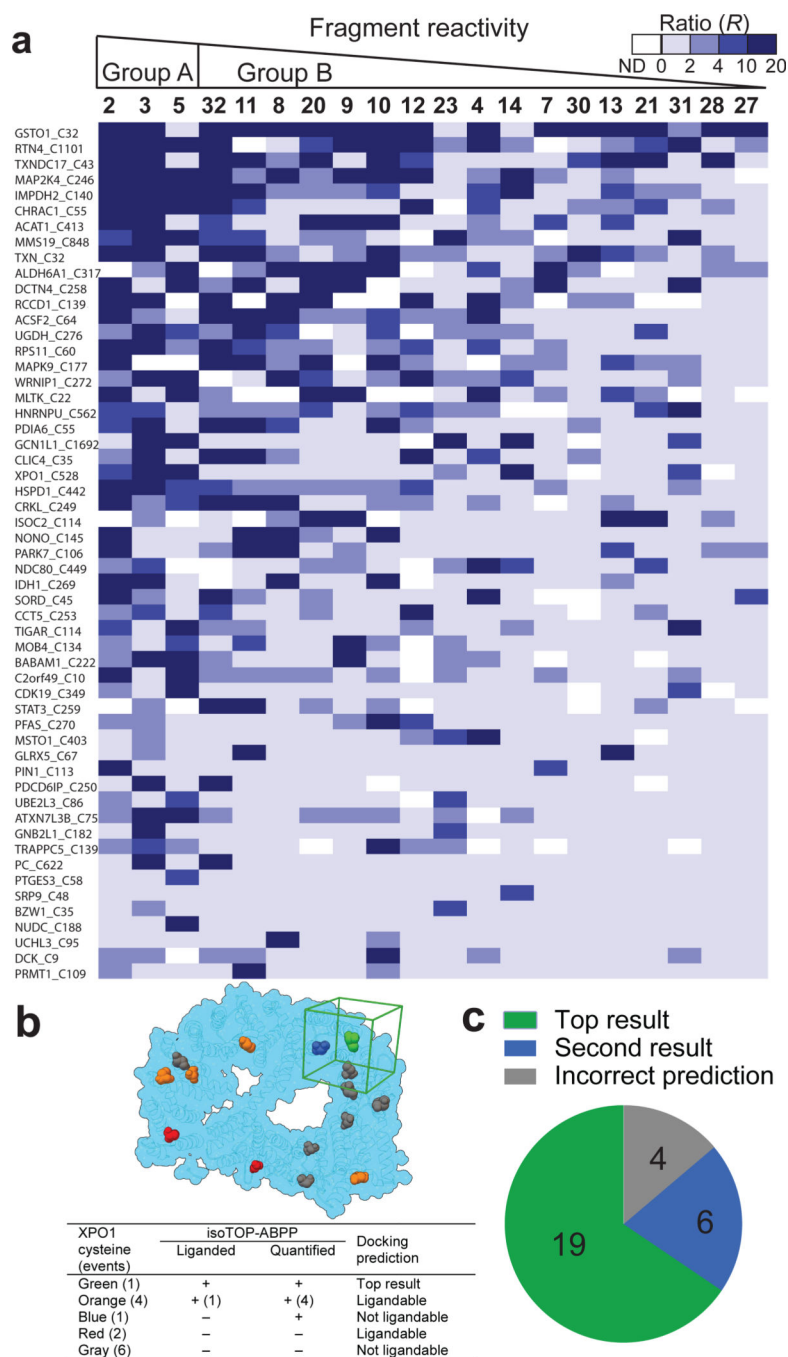 a
Fragment reactivity
Ratio (R)
ND 0 2 4 10 20
Group A Group B
2 3 5 32 11 8 20 9 10 12 23 4 14 7 30 13 21 31 28 27
GSTO1_C32
RTN4_C1101
TXNDC17_C43
MAP2K4_C246
IMPDH2_C140
CHRAC1_C55
ACAT1_C413
MMS19_C848
TXN_C32
ALDH6A1_C317
DCTN4_C258
RCCD1_C139
ACSF2_C64
UGDH_C276
RPS11_C60
MAPK9_C177
WRNIP1_C272
MLTK_C22
HNRNPU_C562
PDIA6_C55
GCN1L1_C1692
CLIC4_C35
XPO1_C528
HSPD1_C442
CRKL_C249
ISOC2_C114
NONO_C145
PARK7_C106
NDC80_C449
IDH1_C269
SORD_C45
CCT5_C253
TIGAR_C114
MOB4_C134
BABAM1_C222
C2orf49_C10
CDK19_C349
STAT3_C259
PFAS_C270
MSTO1_C403
GLRX5_C67
PIN1_C113
PDCD6IP_C250
UBE2L3_C86
ATXN7L3B_C75
GNB2L1_C182
TRAPPC5_C139
PC_C622
PTGES3_C58
SRP9_C48
BZW1_C35
NUDC_C188
UCHL3_C95
DCK_C9
PRMT1_C109
b
XPO1 cysteine (events) isoTOP-ABPP Docking prediction
Liganded Quantified
Green (1) + + Top result
Orange (4) + (1) + (4) Ligandable
Blue (1) – + Not ligandable
Red (2) – – Ligandable
Gray (6) – – Not ligandable
c
Top result
Second result
Incorrect prediction
4
6
19